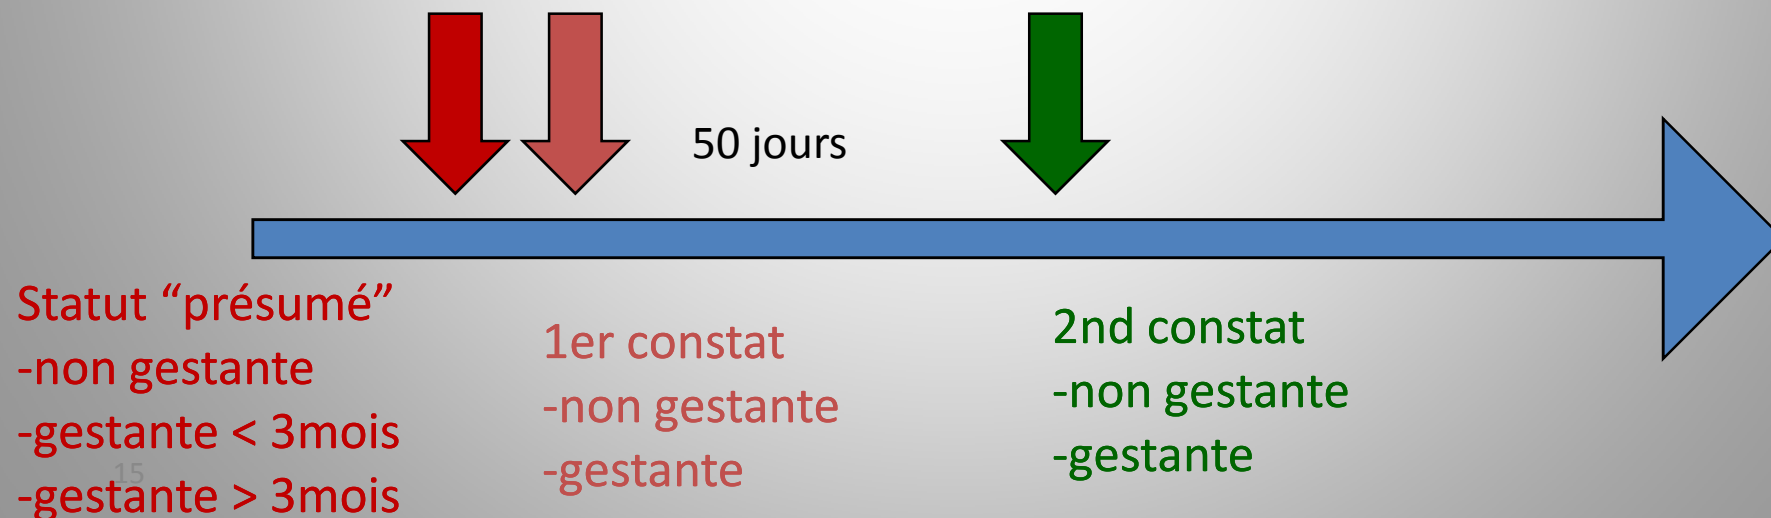 50 jours
Statut “présumé”
-non gestante
-gestante < 3mois
-gestante > 3mois
15
1er constat
-non gestante
-gestante
2nd constat
-non gestante
-gestante